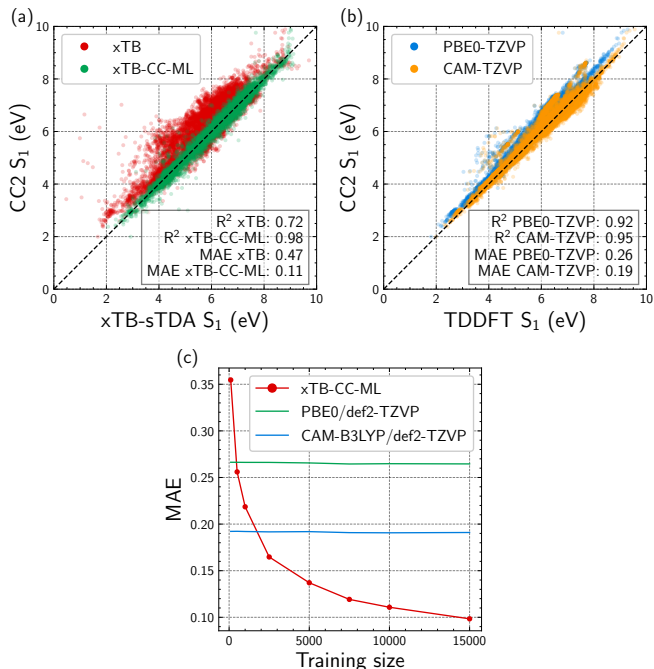 (a)
xTB
xTB-CC-ML
CC2 S₁ (eV)
10
8
6
4
2
0
R² xTB: 0.72
R² xTB-CC-ML: 0.98
MAE xTB: 0.47
MAE xTB-CC-ML: 0.11
0 2 4 6 8 10
xTB-sTDA S₁ (eV)
(b)
PBE0-TZVP
CAM-TZVP
CC2 S₁ (eV)
10
8
6
4
2
0
R² PBE0-TZVP: 0.92
R² CAM-TZVP: 0.95
MAE PBE0-TZVP: 0.26
MAE CAM-TZVP: 0.19
2 4 6 8 10
TDDFT S₁ (eV)
(c)
xTB-CC-ML
PBE0/def2-TZVP
CAM-B3LYP/def2-TZVP
MAE
0.35
0.30
0.25
0.20
0.15
0.10
0 5000 10000 15000
Training size